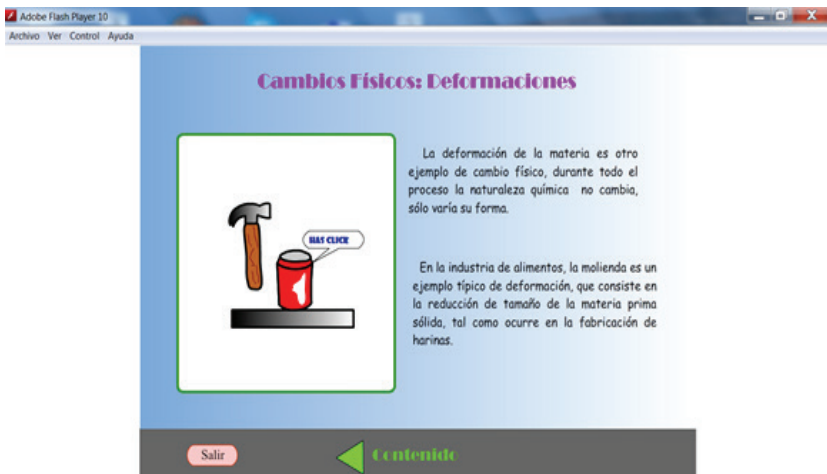 Adobe Flash Player 10
Archivo Ver Control Ayuda
Cambios Físicos: Deformaciones
La deformación de la materia es otro
ejemplo de cambio físico, durante todo el
proceso la naturaleza química no cambia,
sólo varía su forma.
HAS CLICK
En la industria de alimentos, la molienda es un
ejemplo típico de deformación, que consiste en
la reducción de tamaño de la materia prima
sólida, tal como ocurre en la fabricación de
harinas.
Salir
Contenido